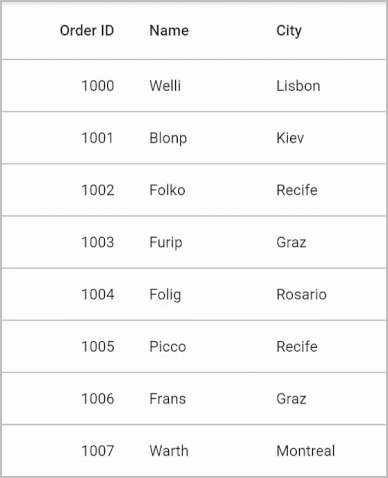 Order ID Name City
1000 Welli Lisbon
1001 Blonp Kiev
1002 Folko Recife
1003 Furip Graz
1004 Folig Rosario
1005 Picco Recife
1006 Frans Graz
1007 Warth Montreal